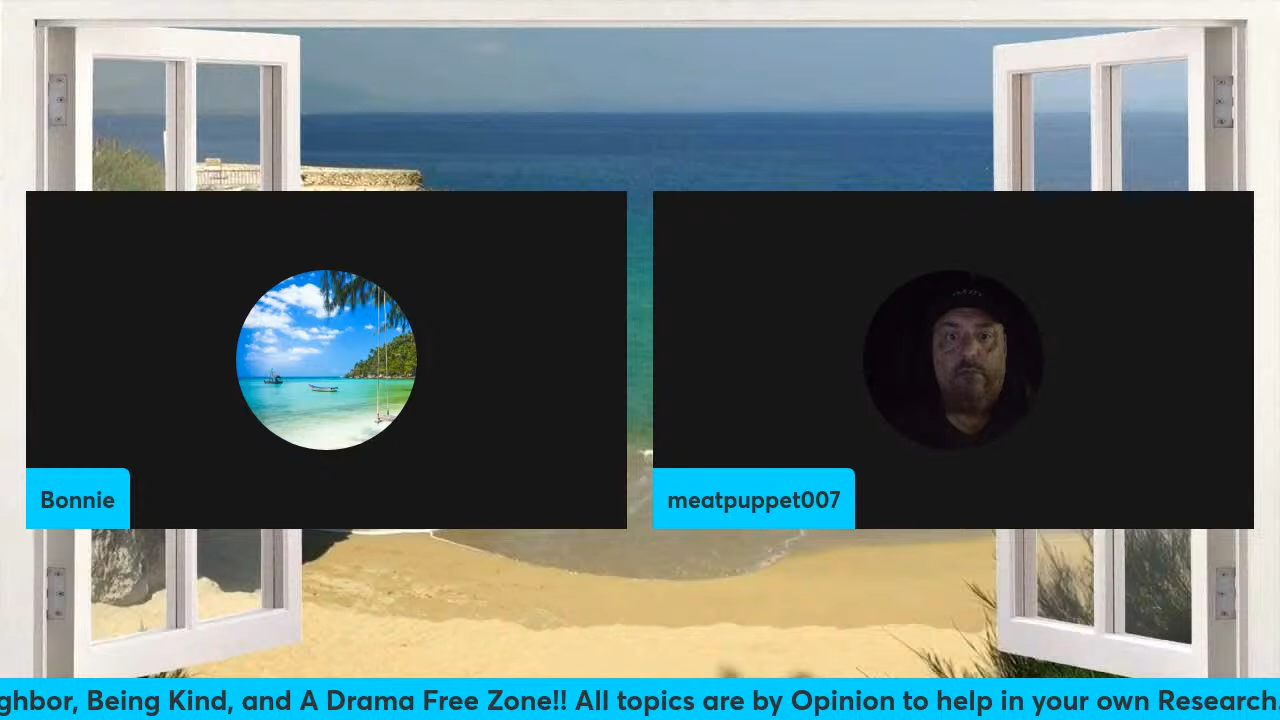 Bonnie
meatpuppet007
ghbor, Being Kind, and A Drama Free Zone!! All topics are by Opinion to help in your own Research.